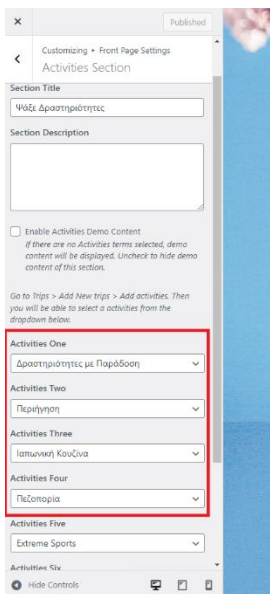 ×
Published
Customizing ▸ Front Page Settings
Activities Section
Section Title
Ψάξε Δραστηριότητες
Section Description
Enable Activities Demo Content
If there are no Activities terms selected, demo
content will be displayed. Uncheck to hide demo
content of this section.
Go to Trips > Add New trips > Add activities. Then
you will be able to select a activities from the
dropdown below.
Activities One
Δραστηριότητες με Παράδοση
Activities Two
Περιήγηση
Activities Three
Ιαπωνική Κουζίνα
Activities Four
Πεζοπορία
Activities Five
Extreme Sports
Activities Six
Hide Controls